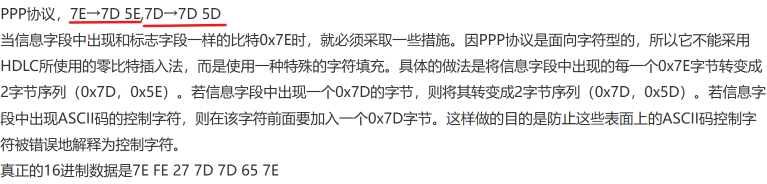 PPP协议，7E→7D 5E,7D→7D 5D
当信息字段中出现和标志字段一样的比特0x7E时，就必须采取一些措施。因PPP协议是面向字符型的，所以它不能采用
HDLC所使用的零比特插入法，而是使用一种特殊的字符填充。具体的做法是将信息字段中出现的每一个0x7E字节转变成
2字节序列（0x7D，0x5E）。若信息字段中出现一个0x7D的字节，则将其转变成2字节序列（0x7D，0x5D）。若信息字
段中出现ASCII码的控制字符，则在该字符前面要加入一个0x7D字节。这样做的目的是防止这些表面上的ASCII码控制字
符被错误地解释为控制字符。
真正的16进制数据是7E FE 27 7D 7D 65 7E